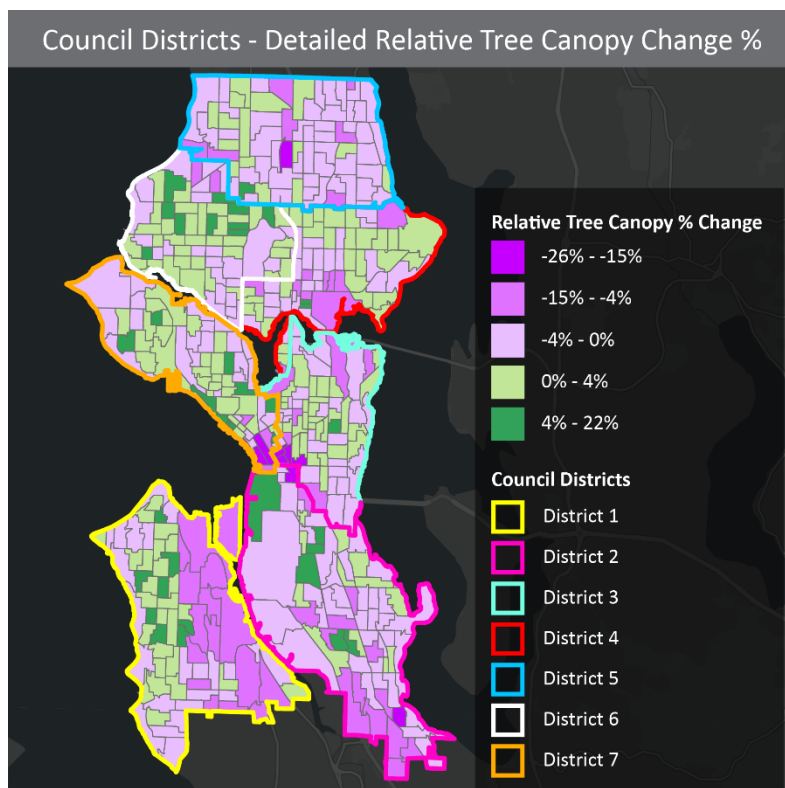 Council Districts - Detailed Relative Tree Canopy Change %
Relative Tree Canopy % Change
-26% - -15%
-15% - -4%
-4% - 0%
0% - 4%
4% - 22%
Council Districts
District 1
District 2
District 3
District 4
District 5
District 6
District 7